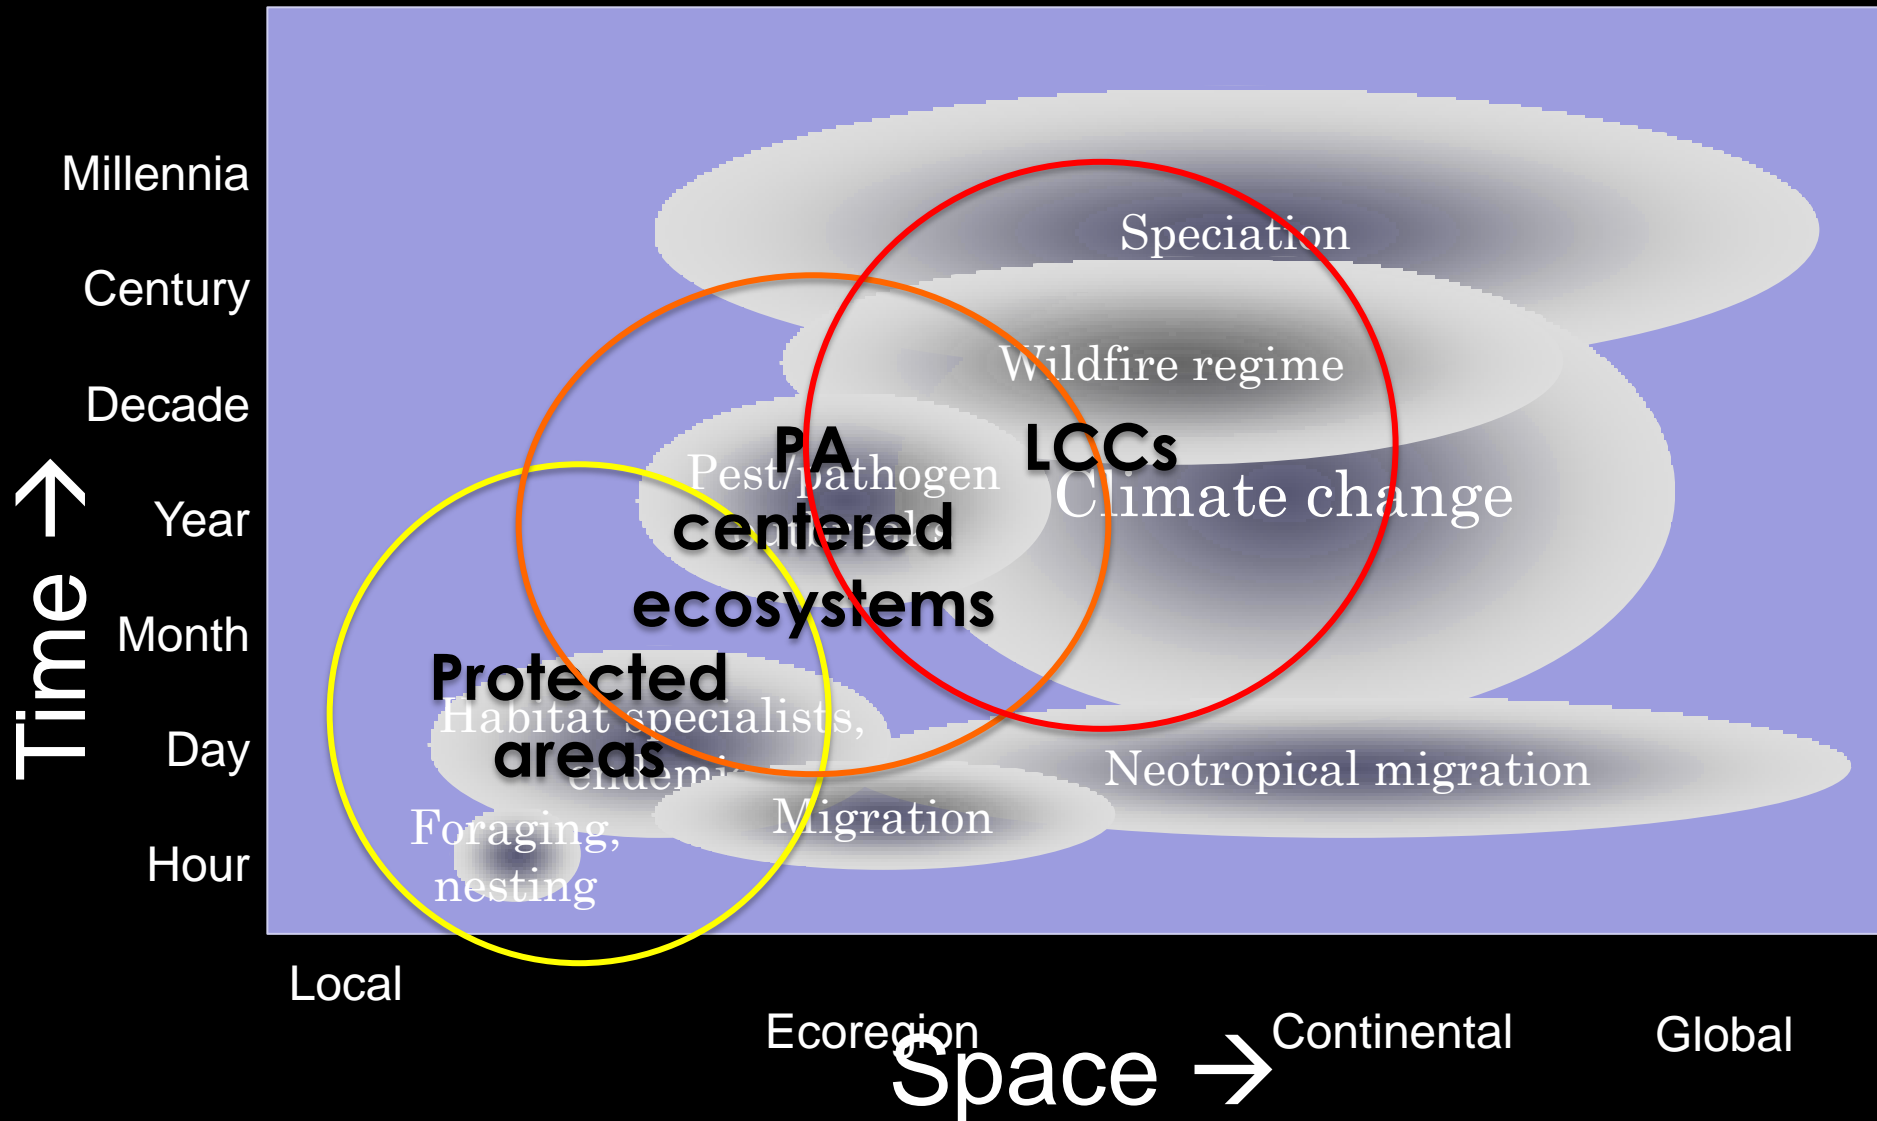 Millennia
Century
Decade
Year
Month
Day
Hour
Time →
Speciation
Wildfire regime
PA
centered
ecosystems
LCCs
Pest/pathogen
Climate change
Protected
areas
Habitat specialists,
Neotropical migration
Migration
Foraging,
nesting
Local
Ecoregion
Continental
Global
Space →